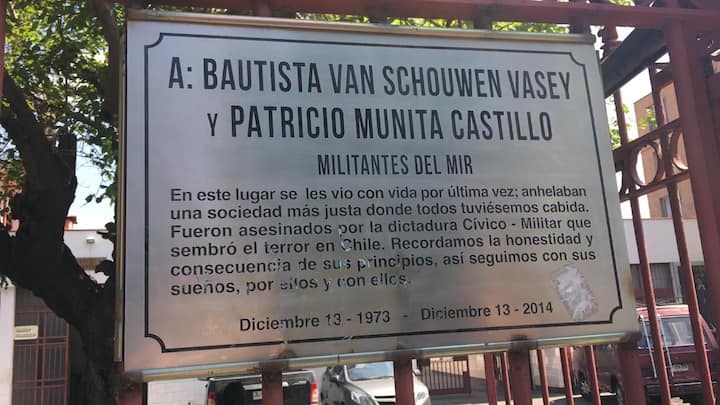 A: BAUTISTA VAN SCHOUWEN VASEY
Y PATRICIO MUNITA CASTILLO
MILITANTES DEL MIR
En este lugar se les vio con vida por última vez; anhelaban
una sociedad más justa donde todos tuviésemos cabida.
Fueron asesinados por la dictadura Cívico - Militar que
sembró el terror en Chile. Recordamos la honestidad y
consecuencia de sus principios, así seguimos con sus
sueños, por ellos y con ellos.
Diciembre 13 - 1973 - Diciembre 13 - 2014